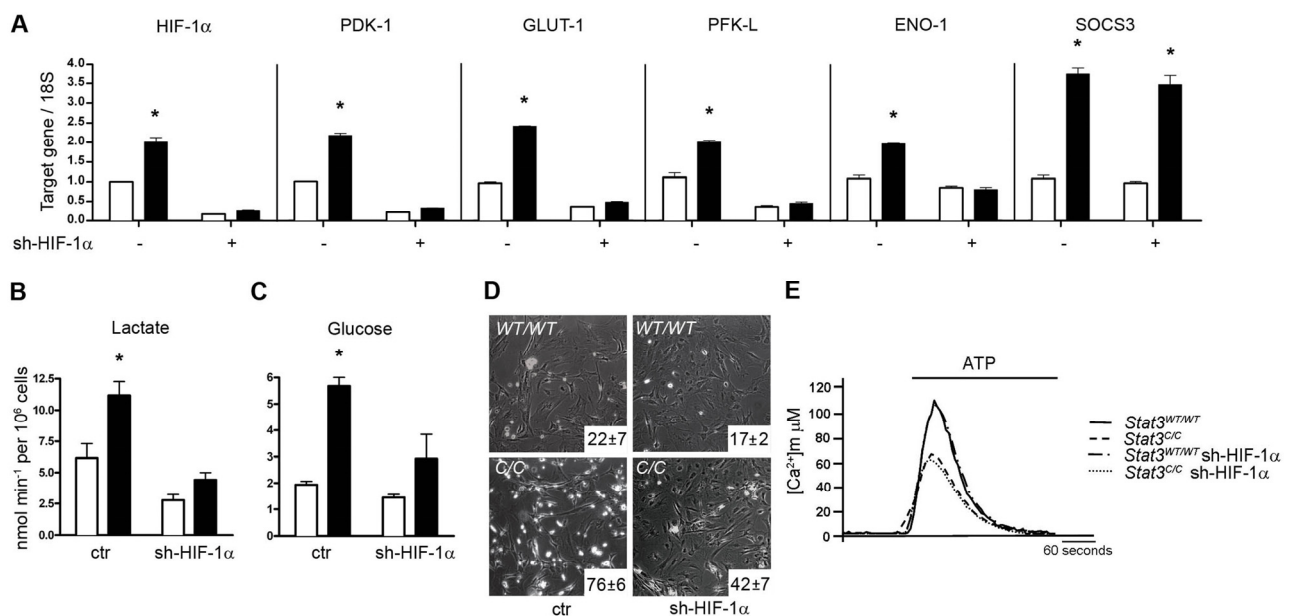 A
HIF-1α PDK-1 GLUT-1 PFK-L ENO-1 SOCS3
Target gene / 18S
4.0
3.5
3.0
2.5
2.0
1.5
1.0
0.5
0.0
* * * * * * *
sh-HIF-1α - + - + - + - + - + - +
B
Lactate
nmol min⁻¹ per 10⁶ cells
12.5
10.0
7.5
5.0
2.5
0.0
*
ctr sh-HIF-1α
C
Glucose
6
5
4
3
2
1
0
*
ctr sh-HIF-1α
D
WT/WT WT/WT
22±7 17±2
C/C C/C
76±6 42±7
ctr sh-HIF-1α
E
ATP
[Ca²⁺]m μM
120
100
80
60
40
20
0
Stat3^WT/WT
Stat3^C/C
Stat3^WT/WT sh-HIF-1α
Stat3^C/C sh-HIF-1α
60 seconds